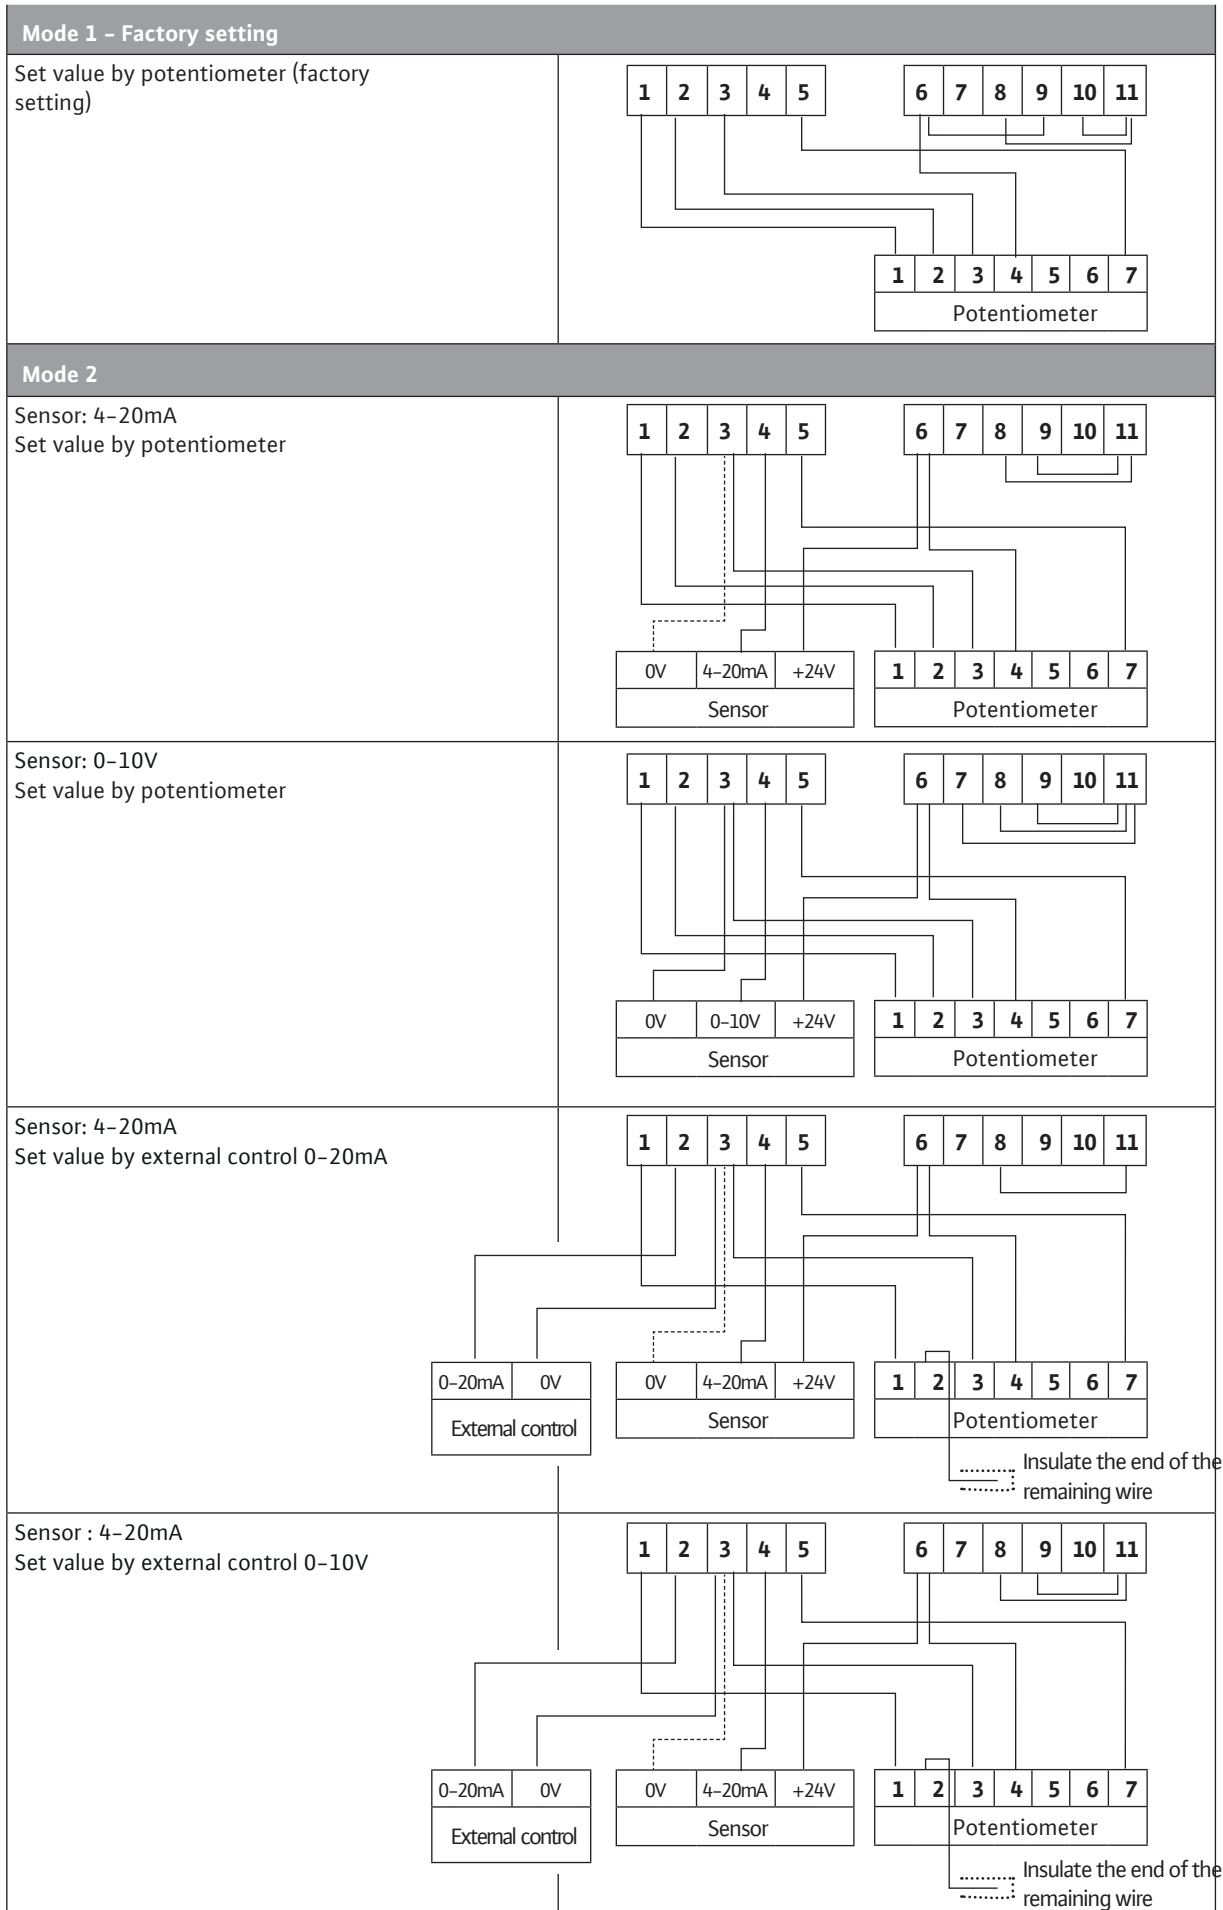 Mode 1 – Factory setting
Set value by potentiometer (factory
setting)
1 2 3 4 5 6 7 8 9 10 11
1 2 3 4 5 6 7
Potentiometer
Mode 2
Sensor: 4–20mA
Set value by potentiometer
1 2 3 4 5 6 7 8 9 10 11
0V 4–20mA +24V 1 2 3 4 5 6 7
Sensor Potentiometer
Sensor: 0–10V
Set value by potentiometer
1 2 3 4 5 6 7 8 9 10 11
0V 0–10V +24V 1 2 3 4 5 6 7
Sensor Potentiometer
Sensor: 4–20mA
Set value by external control 0–20mA
1 2 3 4 5 6 7 8 9 10 11
0–20mA 0V 0V 4–20mA +24V 1 2 3 4 5 6 7
External control Sensor Potentiometer
Insulate the end of the
remaining wire
Sensor : 4–20mA
Set value by external control 0–10V
1 2 3 4 5 6 7 8 9 10 11
0–20mA 0V 0V 4–20mA +24V 1 2 3 4 5 6 7
External control Sensor Potentiometer
Insulate the end of the
remaining wire